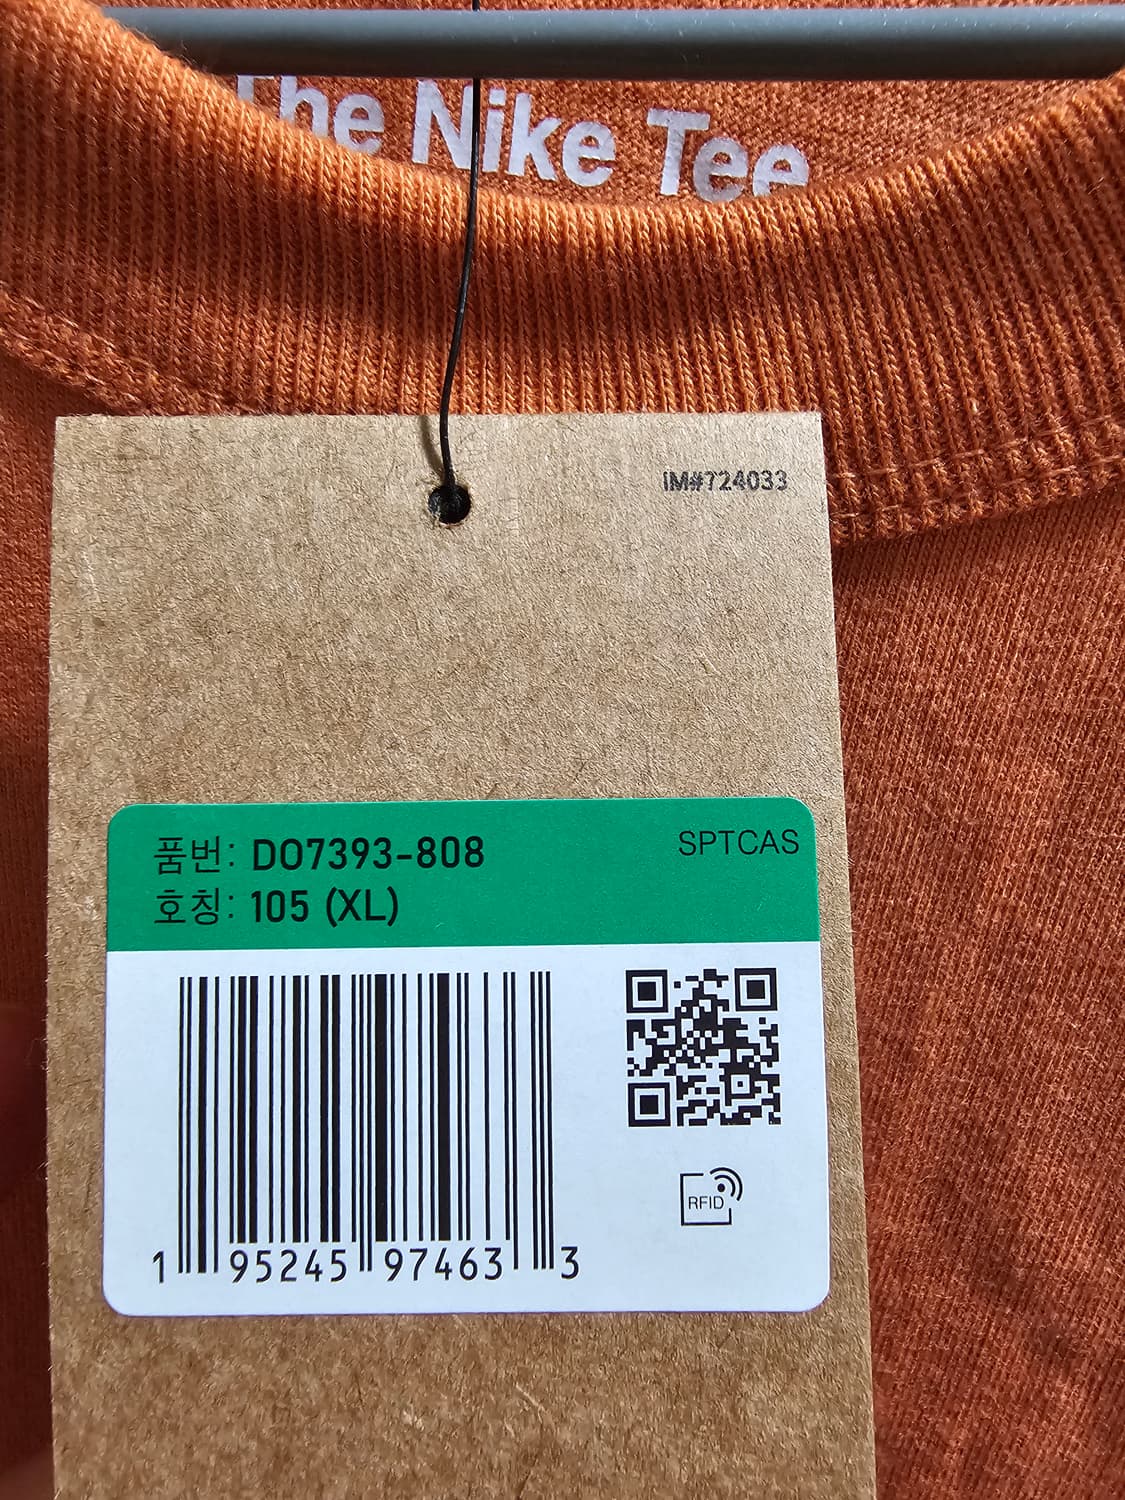 The Nike Tee
IM#724033
품번: DO7393-808
SPTCAS
호칭: 105 (XL)
1 95245 97463 3
RFID